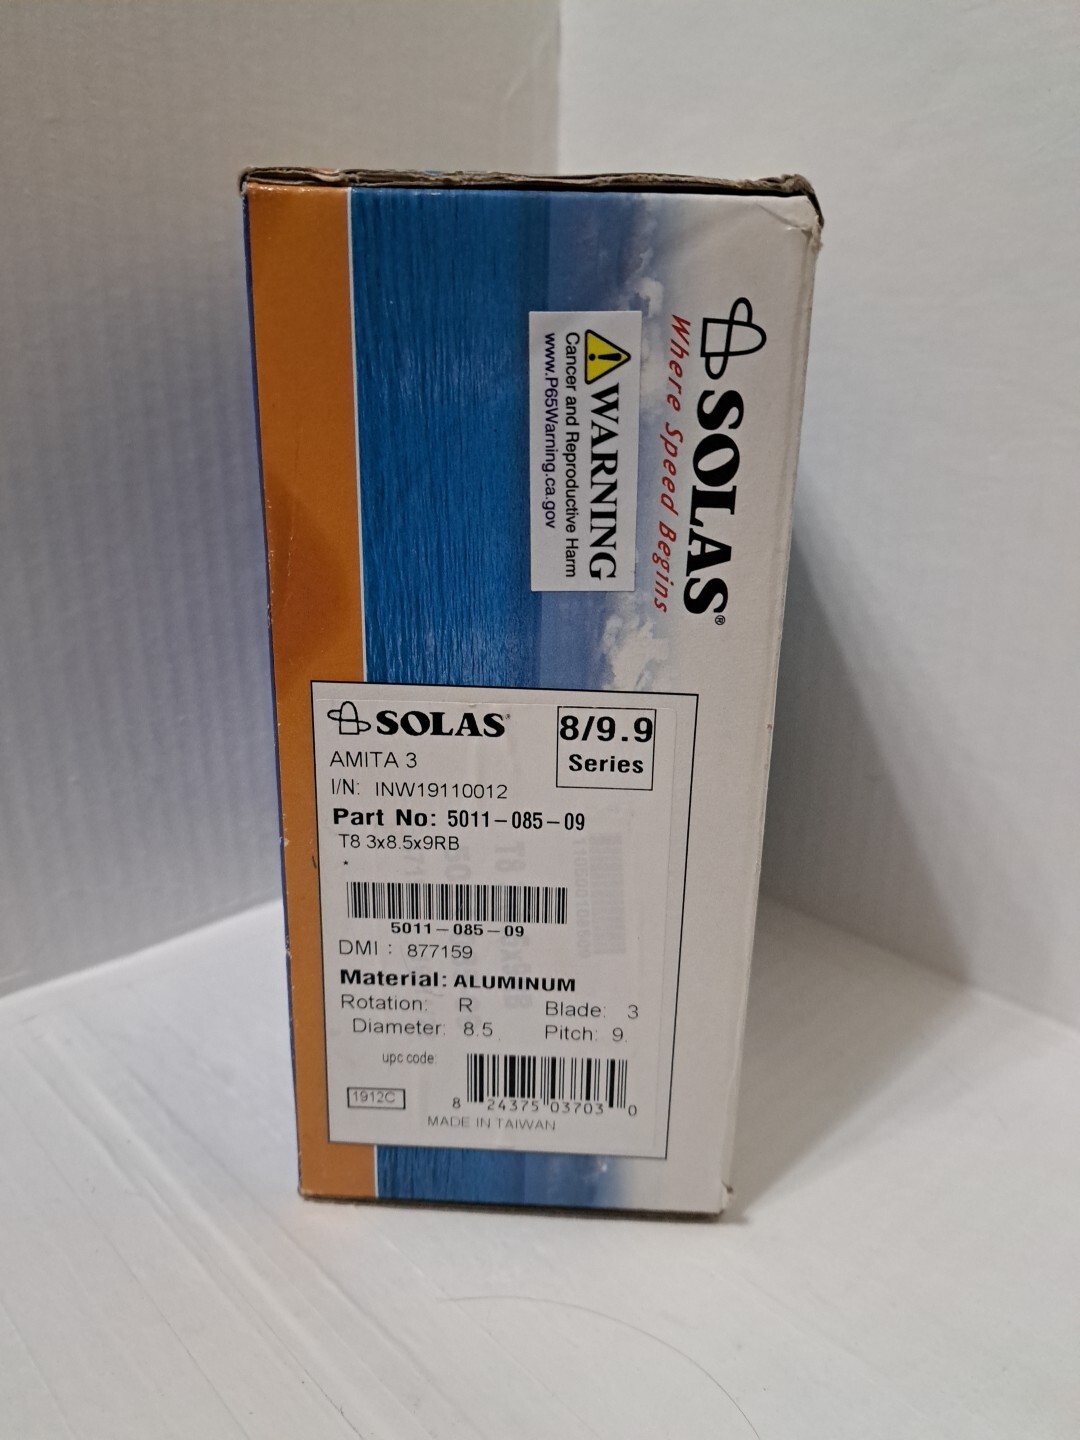 SOLAS®
Where Speed Begins
WARNING
Cancer and Reproductive Harm
www.P65Warning.ca.gov
SOLAS
8/9.9
Series
AMITA 3
I/N: INW19110012
Part No: 5011-085-09
T8 3x8.5x9RB
*
5011-085-09
DMI : 877159
Material: ALUMINUM
Rotation: R Blade: 3
Diameter: 8.5 Pitch: 9.
upc code:
8 24375 03703 0
1912C
MADE IN TAIWAN